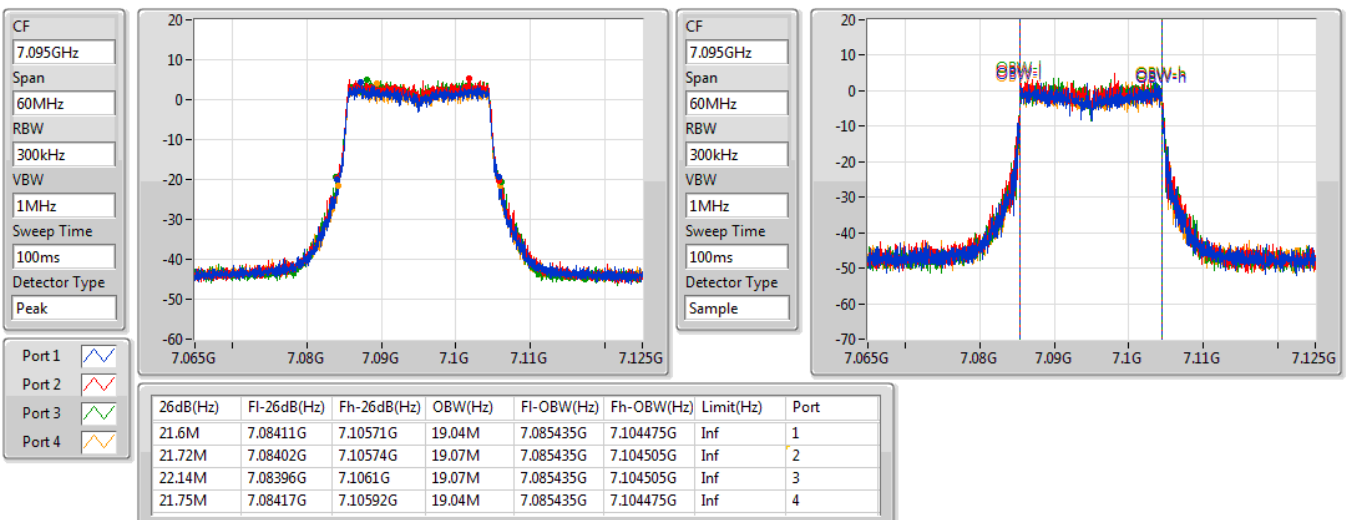 CF
7.095GHz
Span
60MHz
RBW
300kHz
VBW
1MHz
Sweep Time
100ms
Detector Type
Peak
20
10
0
-10
-20
-30
-40
-50
-60
7.065G 7.08G 7.09G 7.1G 7.11G 7.125G
CF
7.095GHz
Span
60MHz
RBW
300kHz
VBW
1MHz
Sweep Time
100ms
Detector Type
Sample
20
10
0
-10
-20
-30
-40
-50
-60
-70
OBW-l OBW-h
7.065G 7.08G 7.09G 7.1G 7.11G 7.125G
Port 1
Port 2
Port 3
Port 4
26dB(Hz) Fl-26dB(Hz) Fh-26dB(Hz) OBW(Hz) Fl-OBW(Hz) Fh-OBW(Hz) Limit(Hz) Port
21.6M 7.08411G 7.10571G 19.04M 7.085435G 7.104475G Inf 1
21.72M 7.08402G 7.10574G 19.07M 7.085435G 7.104505G Inf 2
22.14M 7.08396G 7.1061G 19.07M 7.085435G 7.104505G Inf 3
21.75M 7.08417G 7.10592G 19.04M 7.085435G 7.104475G Inf 4